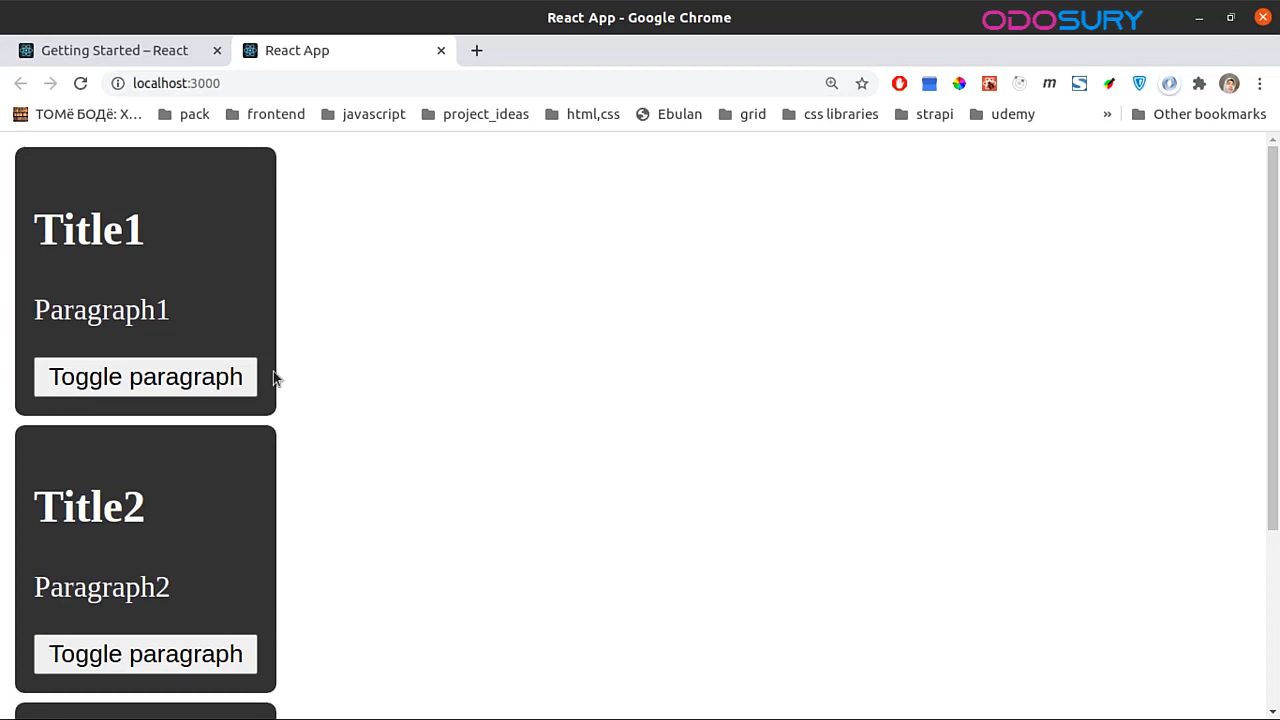 React App - Google Chrome
ODOSURY
Getting Started – React
React App
localhost:3000
ТОМё БОДё: Х...
pack
frontend
javascript
project_ideas
html,css
Ebulan
grid
css libraries
strapi
udemy
»
Other bookmarks
Title1
Paragraph1
Toggle paragraph
Title2
Paragraph2
Toggle paragraph